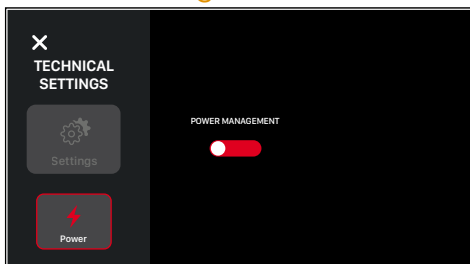 TECHNICAL
SETTINGS
POWER MANAGEMENT
Settings
Power